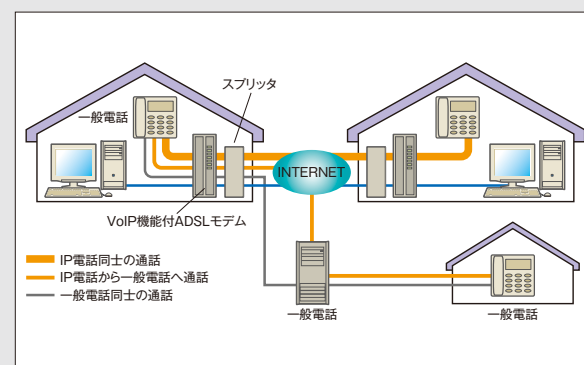 スプリッタ
一般電話
INTERNET
VoIP機能付ADSLモデム
IP電話同士の通話
IP電話から一般電話へ通話
一般電話同士の通話
一般電話
一般電話